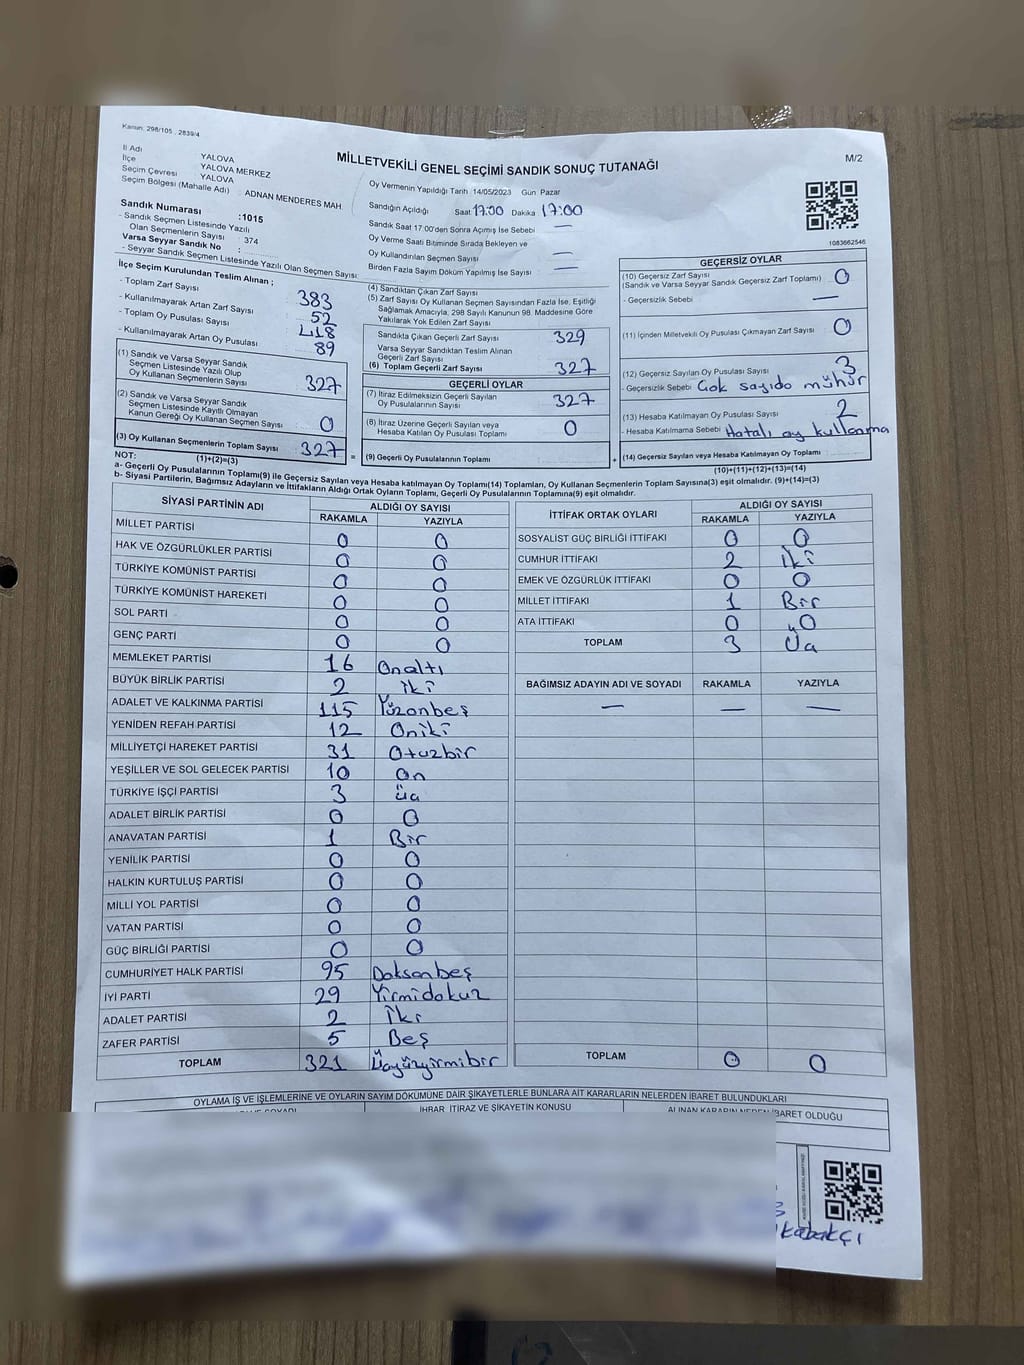 Kanun, 298/105 , 2839/4
MİLLETVEKİLİ GENEL SEÇİMİ SANDIK SONUÇ TUTANAĞI
M/2
İl Adı YALOVA
İlçe YALOVA MERKEZ
Seçim Çevresi YALOVA
Seçim Bölgesi (Mahalle Adı) : ADNAN MENDERES MAH.
Sandık Numarası :1015
- Sandık Seçmen Listesinde Yazılı
Olan Seçmenlerin Sayısı 374
Varsa Seyyar Sandık No :
- Seyyar Sandık Seçmen Listesinde Yazılı Olan Seçmen Sayısı:
Oy Vermenin Yapıldığı Tarih 14/05/2023 Gün Pazar
Sandığın Açıldığı Saat 17:00 Dakika 17:00
Sandık Saat 17.00'den Sonra Açılmış İse Sebebi —
Oy Verme Saati Bitiminde Sırada Bekleyen ve
Oy Kullandırılan Seçmen Sayısı —
Birden Fazla Sayım Döküm Yapılmış İse Sayısı —
1083662546
İlçe Seçim Kurulundan Teslim Alınan ;
- Toplam Zarf Sayısı 383
- Kullanılmayarak Artan Zarf Sayısı 52
- Toplam Oy Pusulası Sayısı 418
- Kullanılmayarak Artan Oy Pusulası 89
(1) Sandık ve Varsa Seyyar Sandık
Seçmen Listesinde Yazılı Olup
Oy Kullanan Seçmenlerin Sayısı 327
(2) Sandık ve Varsa Seyyar Sandık
Seçmen Listesinde Kayıtlı Olmayan
Kanun Gereği Oy Kullanan Seçmen Sayısı 0
(3) Oy Kullanan Seçmenlerin Toplam Sayısı 327 =
(1)+(2)=(3)
(4) Sandıktan Çıkan Zarf Sayısı
(5) Zarf Sayısı Oy Kullanan Seçmen Sayısından Fazla İse, Eşitliği
Sağlamak Amacıyla, 298 Sayılı Kanunun 98. Maddesine Göre
Yakılarak Yok Edilen Zarf Sayısı
Sandıkta Çıkan Geçerli Zarf Sayısı 329
Varsa Seyyar Sandıktan Teslim Alınan
Geçerli Zarf Sayısı
(6) Toplam Geçerli Zarf Sayısı 327
GEÇERLİ OYLAR
(7) İtiraz Edilmeksizin Geçerli Sayılan
Oy Pusulalarının Sayısı 327
(8) İtiraz Üzerine Geçerli Sayılan veya
Hesaba Katılan Oy Pusulası Toplamı 0
(9) Geçerli Oy Pusulalarının Toplamı +
GEÇERSİZ OYLAR
(10) Geçersiz Zarf Sayısı
(Sandık ve Varsa Seyyar Sandık Geçersiz Zarf Toplamı) 0
- Geçersizlik Sebebi —
(11) İçinden Milletvekili Oy Pusulası Çıkmayan Zarf Sayısı 0
(12) Geçersiz Sayılan Oy Pusulası Sayısı 3
- Geçersizlik Sebebi Çok sayıda mühür
(13) Hesaba Katılmayan Oy Pusulası Sayısı 2
- Hesaba Katılmama Sebebi Hatalı oy kullanma
(14) Geçersiz Sayılan veya Hesaba Katılmayan Oy Toplamı
(10)+(11)+(12)+(13)=(14)
NOT:
a- Geçerli Oy Pusulalarının Toplamı(9) ile Geçersiz Sayılan veya Hesaba katılmayan Oy Toplamı(14) Toplamları, Oy Kullanan Seçmenlerin Toplam Sayısına(3) eşit olmalıdır. (9)+(14)=(3)
b- Siyasi Partilerin, Bağımsız Adayların ve İttifakların Aldığı Ortak Oyların Toplamı, Geçerli Oy Pusulalarının Toplamına(9) eşit olmalıdır.
SİYASİ PARTİNİN ADI ALDIĞI OY SAYISI
RAKAMLA YAZIYLA
MİLLET PARTİSİ 0 0
HAK VE ÖZGÜRLÜKLER PARTİSİ 0 0
TÜRKİYE KOMÜNİST PARTİSİ 0 0
TÜRKİYE KOMÜNİST HAREKETİ 0 0
SOL PARTİ 0 0
GENÇ PARTİ 0 0
MEMLEKET PARTİSİ 16 Onaltı
BÜYÜK BİRLİK PARTİSİ 2 iki
ADALET VE KALKINMA PARTİSİ 115 Yüzonbeş
YENİDEN REFAH PARTİSİ 12 Oniki
MİLLİYETÇİ HAREKET PARTİSİ 31 Otuzbir
YEŞİLLER VE SOL GELECEK PARTİSİ 10 On
TÜRKİYE İŞÇİ PARTİSİ 3 üç
ADALET BİRLİK PARTİSİ 0 0
ANAVATAN PARTİSİ 1 Bir
YENİLİK PARTİSİ 0 0
HALKIN KURTULUŞ PARTİSİ 0 0
MİLLİ YOL PARTİSİ 0 0
VATAN PARTİSİ 0 0
GÜÇ BİRLİĞİ PARTİSİ 0 0
CUMHURİYET HALK PARTİSİ 95 Doksanbeş
İYİ PARTİ 29 Yirmidokuz
ADALET PARTİSİ 2 İki
ZAFER PARTİSİ 5 Beş
TOPLAM 321 Üçyüzyirmibir
İTTİFAK ORTAK OYLARI ALDIĞI OY SAYISI
RAKAMLA YAZIYLA
SOSYALİST GÜÇ BİRLİĞİ İTTİFAKI 0 0
CUMHUR İTTİFAKI 2 İki
EMEK VE ÖZGÜRLÜK İTTİFAKI 0 0
MİLLET İTTİFAKI 1 Bir
ATA İTTİFAKI 0 0
TOPLAM 3 Üç
BAĞIMSIZ ADAYIN ADI VE SOYADI RAKAMLA YAZIYLA
— — —
TOPLAM 0 0
OYLAMA İŞ VE İŞLEMLERİNE VE OYLARIN SAYIM DÖKÜMÜNE DAİR ŞİKAYETLERLE BUNLARA AİT KARARLARIN NELERDEN İBARET BULUNDUKLARI
İHBAR, İTİRAZ VE ŞİKAYETİN KONUSU
ALINAN KARARIN NEDEN İBARET OLDUĞU
kabakçı